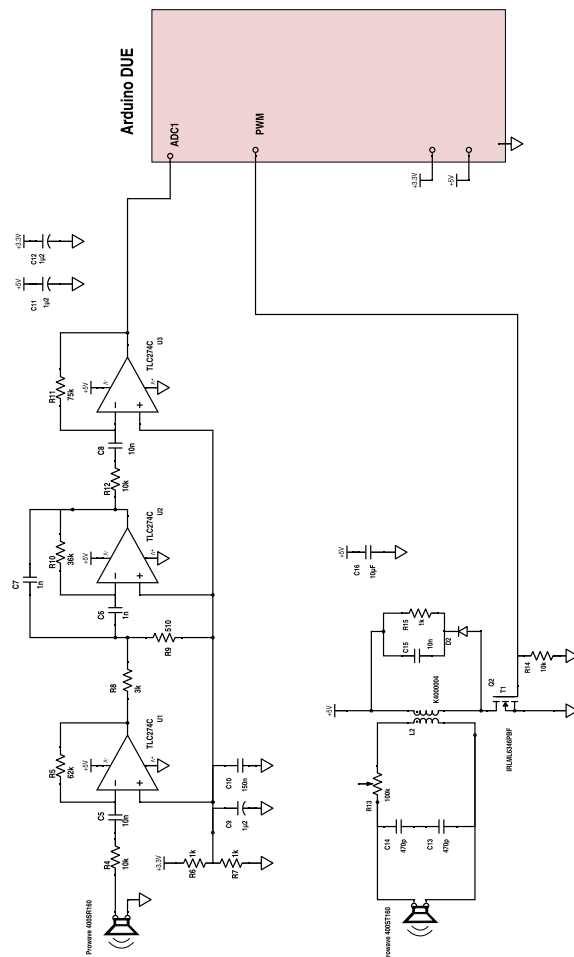 Arduino DUE
ADC1
PWM
+3.3V
+5V
+3.3V
C12
1µ2
+5V
C11
1µ2
R11
75k
TLC274C
U3
+5V
V-
V+
C8
10n
R12
10k
C7
1n
R10
36k
TLC274C
U2
+5V
V-
V+
C6
1n
R9
510
R8
3k
R5
62k
TLC274C
U1
+5V
V-
V+
C5
10n
R4
10k
C10
150n
C9
1µ2
+3.3V
R6
1k
R7
1k
Prowave 400SR160
+5V
C16
10µF
+5V
R15
1k
C15
10n
D2
K4000004
L2
Q2
T1
IRLML6346PBF
R14
10k
R13
100k
C14
470p
C13
470p
rowave 400ST160